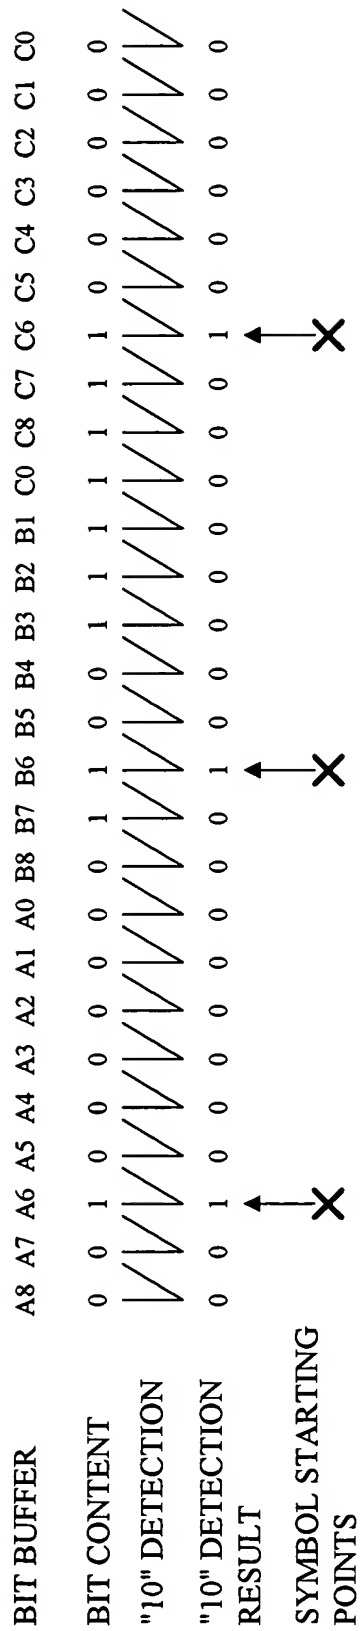 BIT BUFFER A8 A7 A6 A5 A4 A3 A2 A1 A0 B8 B7 B6 B5 B4 B3 B2 B1 C0 C8 C7 C6 C5 C4 C3 C2 C1 C0
BIT CONTENT 0 0 1 0 0 0 0 0 0 0 1 1 0 0 1 1 1 1 1 1 1 0 0 0 0 0 0
"10" DETECTION
"10" DETECTION 0 0 1 0 0 0 0 0 0 0 0 1 0 0 0 0 0 0 0 0 1 0 0 0 0 0 0
RESULT
SYMBOL STARTING
POINTS